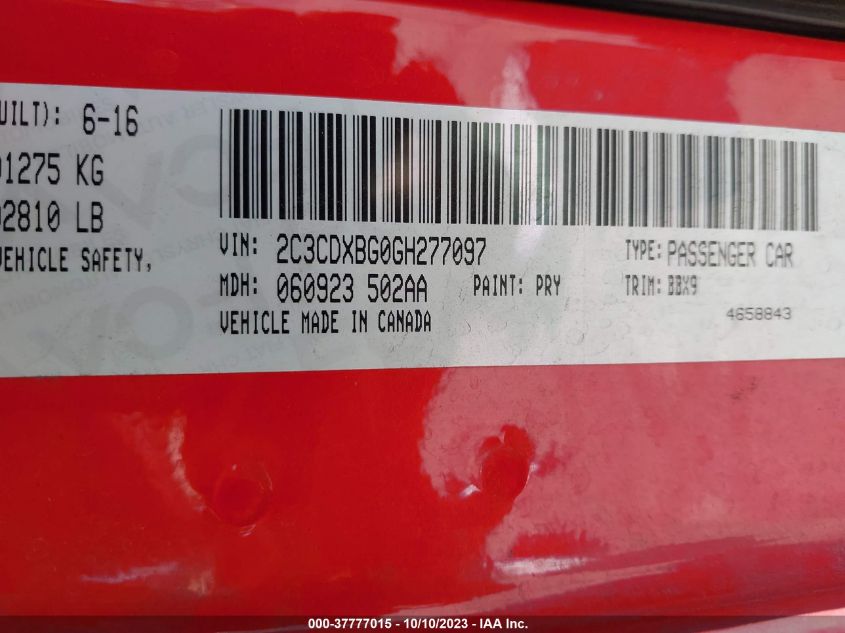 UILT): 6-16
01275 KG
02810 LB
VEHICLE SAFETY,
VIN: 2C3CDXBG0GH277097 TYPE: PASSENGER CAR
MDH: 060923 502AA PAINT: PRY TRIM: BBX9
VEHICLE MADE IN CANADA 4658843
000-37777015 - 10/10/2023 - IAA Inc.